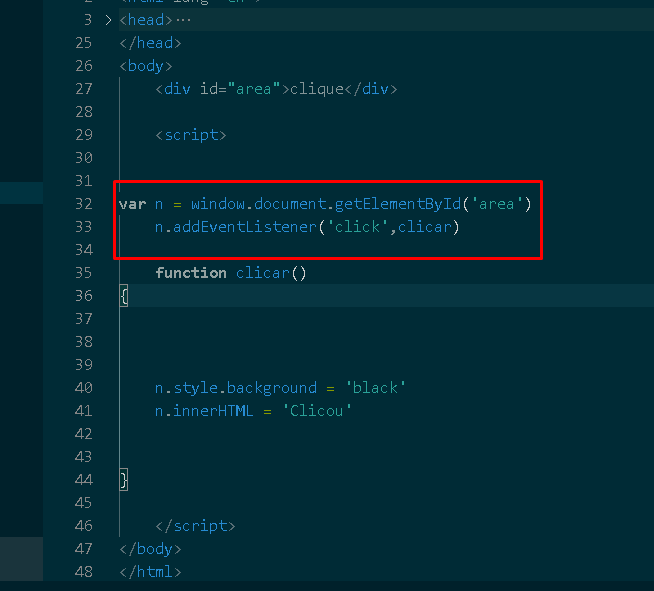 2
3 <head>···
25 </head>
26 <body>
27 <div id="area">clique</div>
28
29 <script>
30
31
32 var n = window.document.getElementById('area')
33 n.addEventListener('click',clicar)
34
35 function clicar()
36 {
37
38
39
40 n.style.background = 'black'
41 n.innerHTML = 'Clicou'
42
43
44 }
45
46 </script>
47 </body>
48 </html>